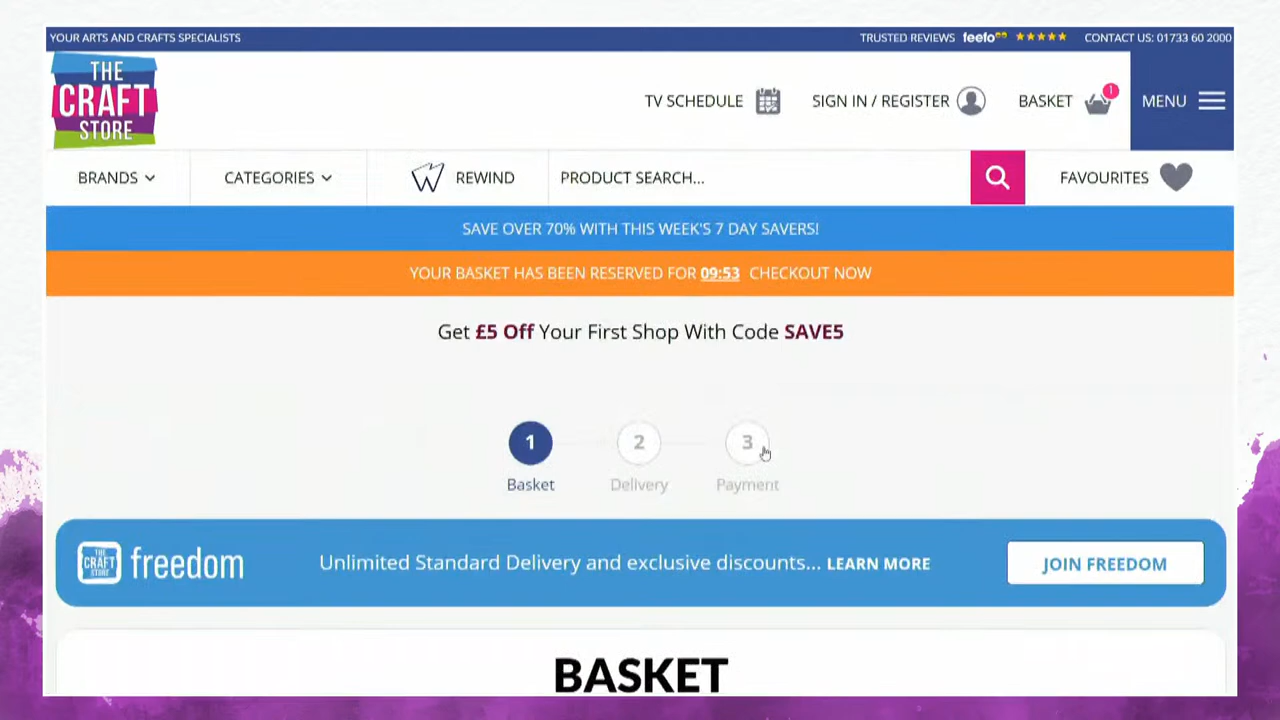 YOUR ARTS AND CRAFTS SPECIALISTS
TRUSTED REVIEWS feefo CONTACT US: 01733 60 2000
THE
CRAFT
STORE
TV SCHEDULE SIGN IN / REGISTER BASKET 1 MENU
BRANDS CATEGORIES REWIND PRODUCT SEARCH... FAVOURITES
SAVE OVER 70% WITH THIS WEEK'S 7 DAY SAVERS!
YOUR BASKET HAS BEEN RESERVED FOR 09:53 CHECKOUT NOW
Get £5 Off Your First Shop With Code SAVE5
1 2 3
Basket Delivery Payment
THE CRAFT STORE freedom Unlimited Standard Delivery and exclusive discounts... LEARN MORE JOIN FREEDOM
BASKET